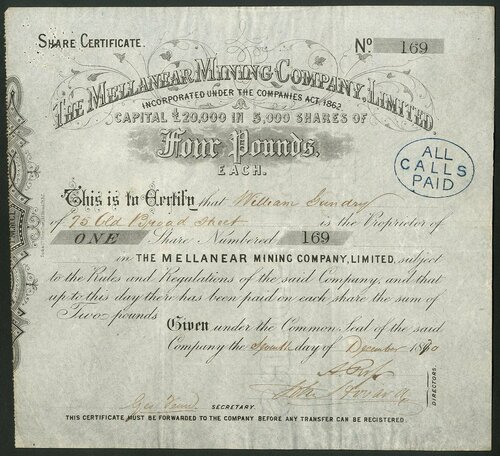 SHARE CERTIFICATE.
No 169
THE MELLANEAR MINING COMPANY, LIMITED,
INCORPORATED UNDER THE COMPANIES ACT, 1862
CAPITAL £20,000 IN 5,000 SHARES OF
Four Pounds,
EACH.
ALL
CALLS
PAID
This is to Certify that William Gundry
of 75 Old Broad Street is the Proprietor of
ONE Share Numbered 169
in THE MELLANEAR MINING COMPANY, LIMITED, subject
to the Rules and Regulations of the said Company, and that
up to this day there has been paid on each share the sum of
Two pounds
Given under the Common Seal of the said
Company the day of December
DIRECTORS.
SECRETARY
THIS CERTIFICATE MUST BE FORWARDED TO THE COMPANY BEFORE ANY TRANSFER CAN BE REGISTERED